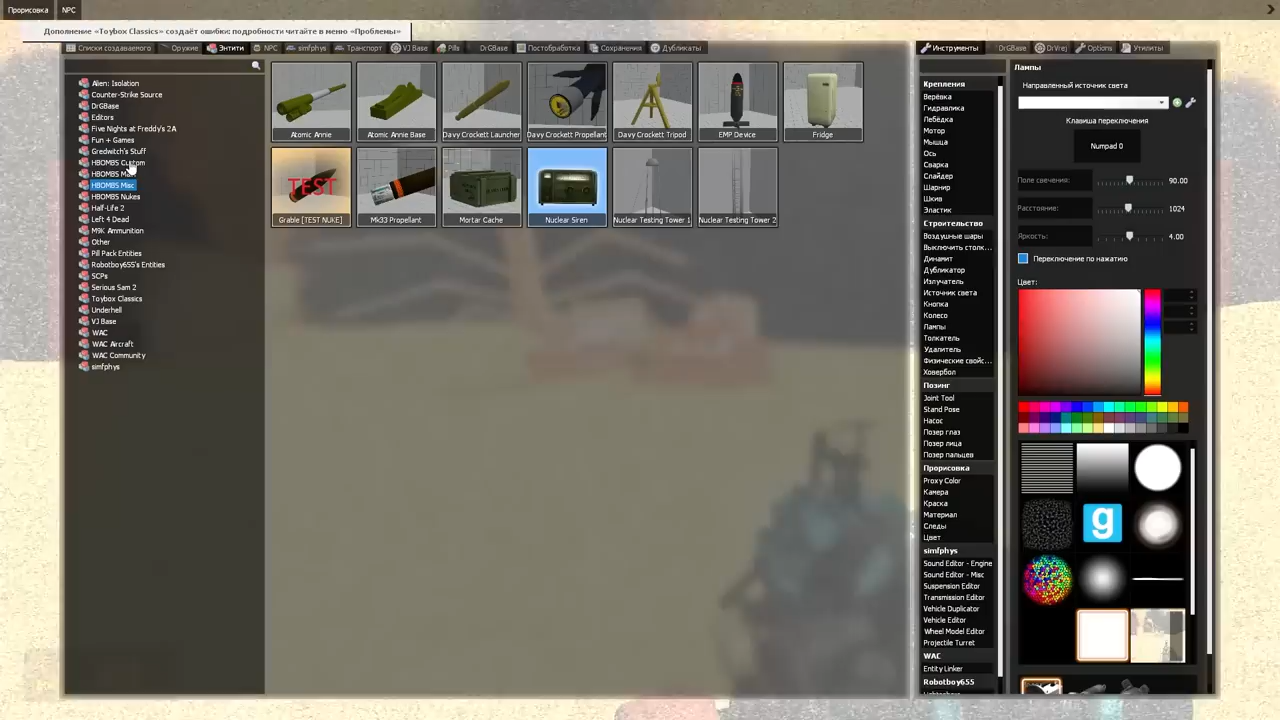 Прорисовка
NPC
Дополнение «Toybox Classics» создаёт ошибки: подробности читайте в меню «Проблемы»
Списки создаваемого
Оружие
Энтити
NPC
simfphys
Транспорт
VJ Base
Pills
DrGBase
Постобработка
Сохранения
Дубликаты
Alien: Isolation
Counter-Strike Source
DrGBase
Editors
Five Nights at Freddy's 2A
Fun + Games
Gredwitch's Stuff
HBOMBS Custom
HBOMBS Misc
HBOMBS Nukes
Half-Life 2
Left 4 Dead
M9K Ammunition
Other
Pill Pack Entities
Robotboy655's Entities
SCPs
Serious Sam 2
Toybox Classics
Underhell
VJ Base
WAC
WAC Aircraft
WAC Community
simfphys
Atomic Annie
Atomic Annie Base
Davy Crockett Launcher
Davy Crockett Propellant
Davy Crockett Tripod
EMP Device
Fridge
TEST
Grable [TEST NUKE]
Mk33 Propellant
Mortar Cache
Nuclear Siren
Nuclear Testing Tower 1
Nuclear Testing Tower 2
Инструменты
DrGBase
DrVrej
Options
Утилиты
Крепления
Верёвка
Гидравлика
Лебёдка
Мотор
Мышца
Ось
Сварка
Слайдер
Шарнир
Шкив
Эластик
Строительство
Воздушные шары
Выключить столк...
Динамит
Дубликатор
Излучатель
Источник света
Кнопка
Колесо
Лампы
Толкатель
Удалитель
Физические свойс...
Ховербол
Позинг
Joint Tool
Stand Pose
Насос
Позер глаз
Позер лица
Позер пальцев
Прорисовка
Proxy Color
Камера
Краска
Материал
Следы
Цвет
simfphys
Sound Editor - Engine
Sound Editor - Misc
Suspension Editor
Transmission Editor
Vehicle Duplicator
Vehicle Editor
Wheel Model Editor
Projectile Turret
WAC
Entity Linker
Robotboy655
Лампы
Направленный источник света
Клавиша переключения
Numpad 0
Поле свечения:
90.00
Расстояние:
1024
Яркость:
4.00
Переключение по нажатию
Цвет:
g